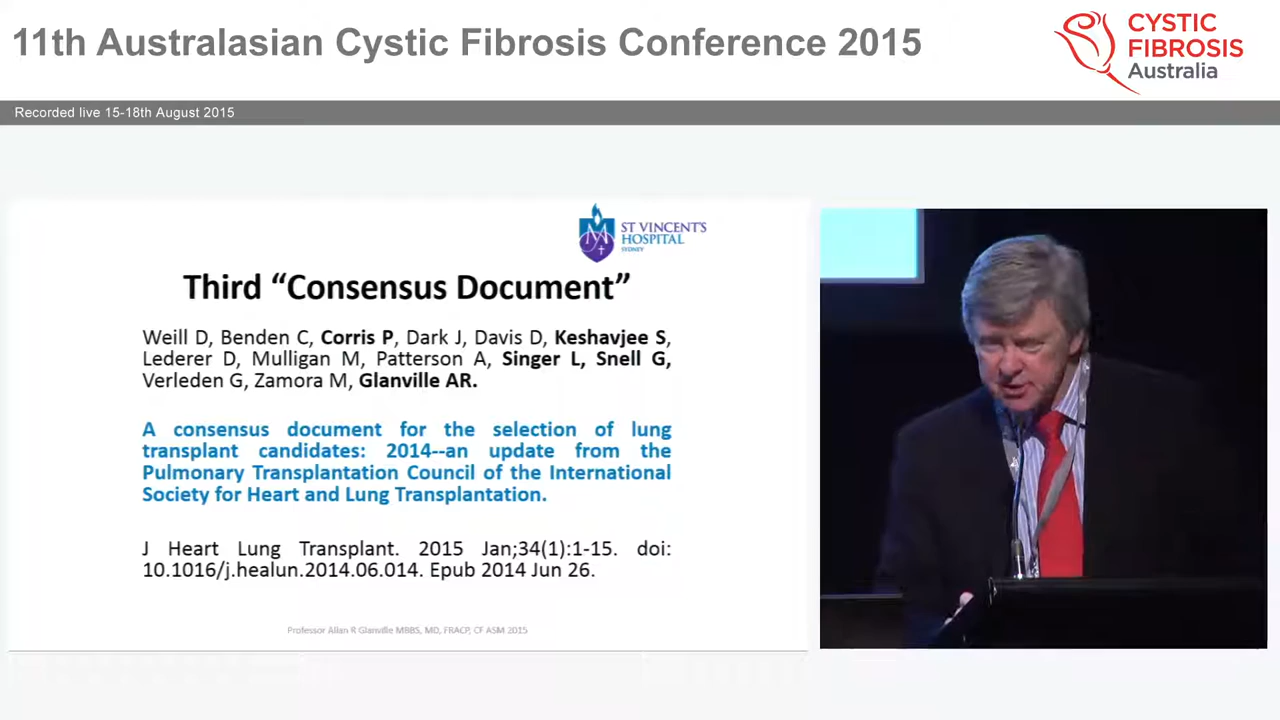 11th Australasian Cystic Fibrosis Conference 2015
CYSTIC
FIBROSIS
Australia
Recorded live 15-18th August 2015
ST VINCENT'S
HOSPITAL
SYDNEY
Third “Consensus Document”
Weill D, Benden C, Corris P, Dark J, Davis D, Keshavjee S,
Lederer D, Mulligan M, Patterson A, Singer L, Snell G,
Verleden G, Zamora M, Glanville AR.
A consensus document for the selection of lung
transplant candidates: 2014--an update from the
Pulmonary Transplantation Council of the International
Society for Heart and Lung Transplantation.
J Heart Lung Transplant. 2015 Jan;34(1):1-15. doi:
10.1016/j.healun.2014.06.014. Epub 2014 Jun 26.
Professor Allan R Glanville MBBS, MD, FRACP, CF ASM 2015